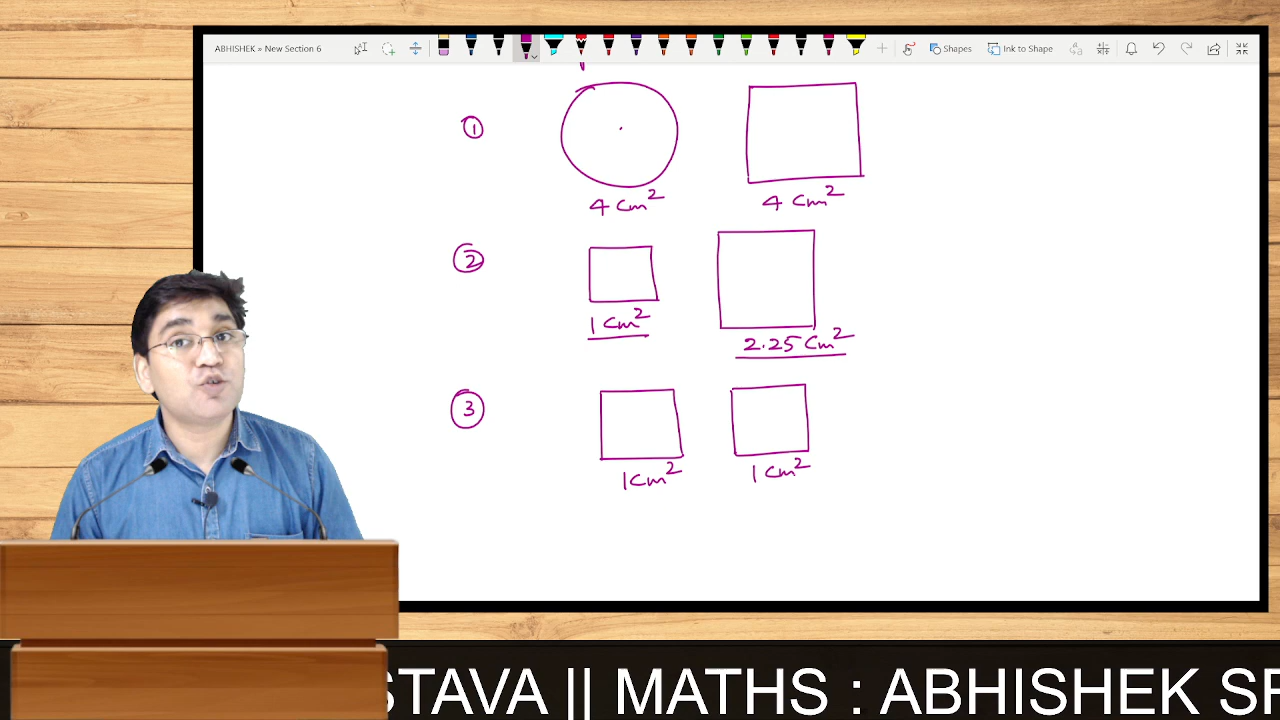 ABHISHEK » New Section 6
Shapes
Ink to Shape
①
4 cm²
4 cm²
②
1 cm²
2.25 cm²
③
1 cm²
1 cm²
STAVA || MATHS : ABHISHEK SR